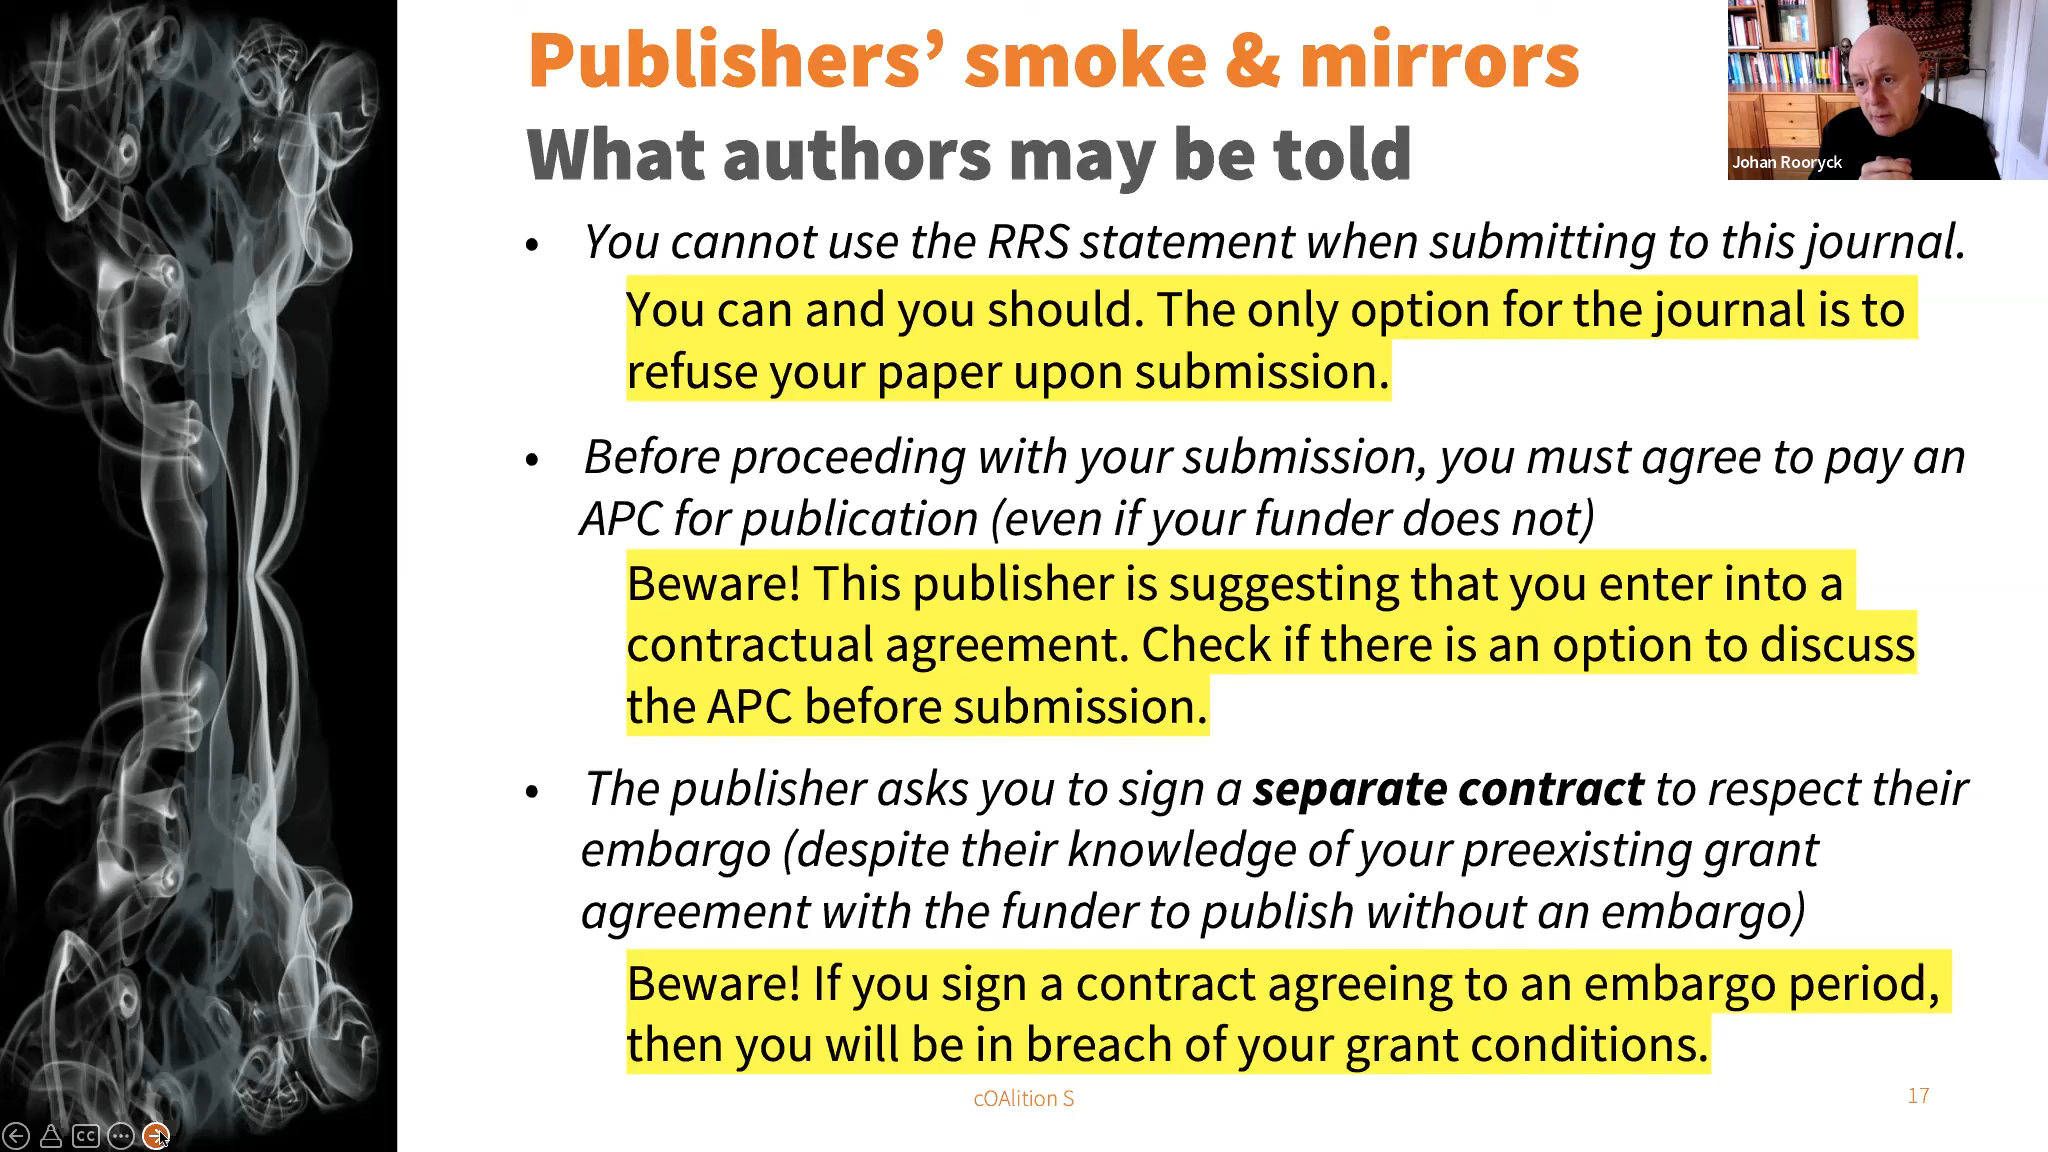 Publishers’ smoke & mirrors
What authors may be told
Johan Rooryck
• You cannot use the RRS statement when submitting to this journal.
You can and you should. The only option for the journal is to
refuse your paper upon submission.
• Before proceeding with your submission, you must agree to pay an
APC for publication (even if your funder does not)
Beware! This publisher is suggesting that you enter into a
contractual agreement. Check if there is an option to discuss
the APC before submission.
• The publisher asks you to sign a separate contract to respect their
embargo (despite their knowledge of your preexisting grant
agreement with the funder to publish without an embargo)
Beware! If you sign a contract agreeing to an embargo period,
then you will be in breach of your grant conditions.
cOAlition S
17
CC